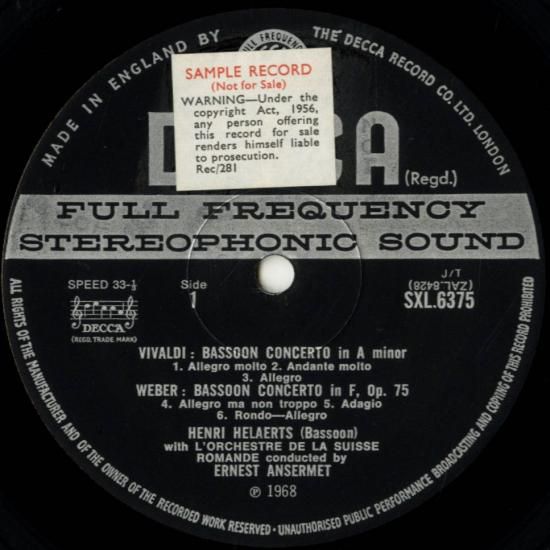 MADE IN ENGLAND BY
THE DECCA RECORD CO. LTD. LONDON
FULL FREQUENCY
SAMPLE RECORD
(Not for Sale)
WARNING—Under the
copyright Act, 1956,
any person offering
this record for sale
renders himself liable
to prosecution.
Rec/281
(Regd.)
FULL FREQUENCY
STEREOPHONIC SOUND
SPEED 33-⅓
Side
1
J/T
(ZAL.8428)
SXL.6375
DECCA
(REGD. TRADE MARK)
VIVALDI : BASSOON CONCERTO in A minor
1. Allegro molto 2. Andante molto
3. Allegro
WEBER : BASSOON CONCERTO in F, Op. 75
4. Allegro ma non troppo 5. Adagio
6. Rondo—Allegro
HENRI HELAERTS (Bassoon)
with L'ORCHESTRE DE LA SUISSE
ROMANDE conducted by
ERNEST ANSERMET
℗ 1968
ALL RIGHTS OF THE MANUFACTURER AND OF THE OWNER OF THE RECORDED WORK RESERVED · UNAUTHORISED PUBLIC PERFORMANCE BROADCASTING AND COPYING OF THIS RECORD PROHIBITED